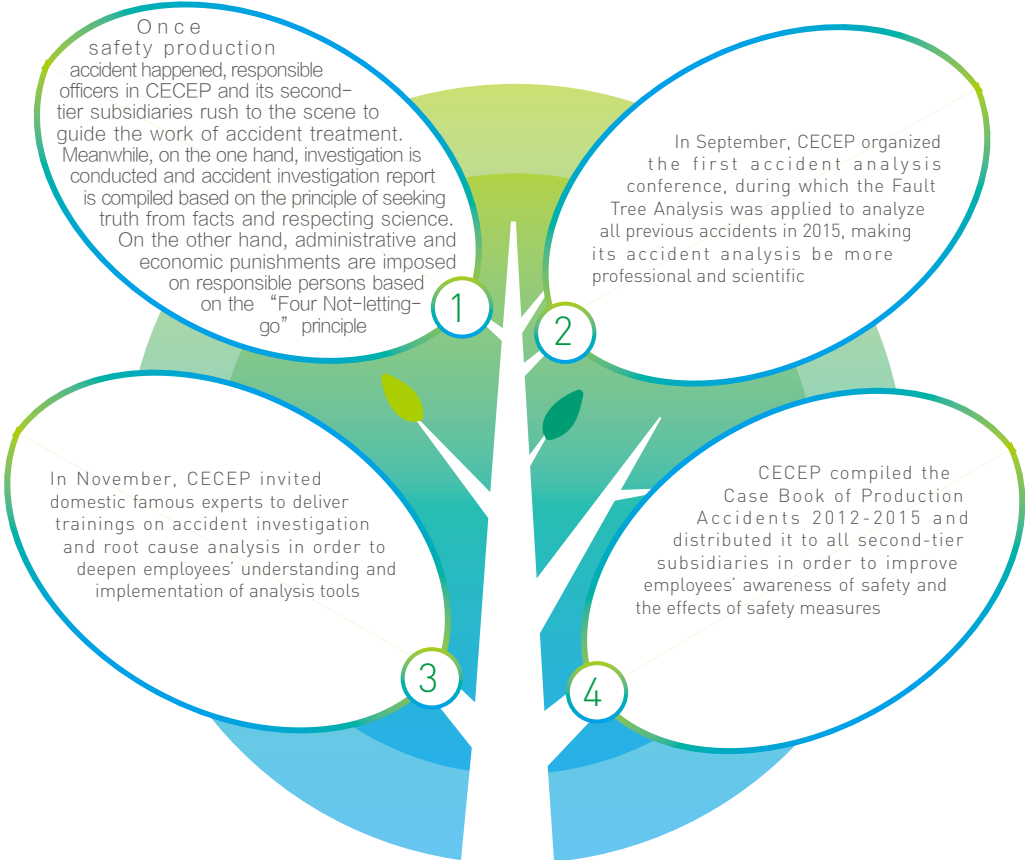 Once
safety production
accident happened, responsible
officers in CECEP and its second-
tier subsidiaries rush to the scene to
guide the work of accident treatment.
Meanwhile, on the one hand, investigation is
conducted and accident investigation report
is compiled based on the principle of seeking
truth from facts and respecting science.
On the other hand, administrative and
economic punishments are imposed
on responsible persons based
on the “Four Not-letting-
go” principle
1
In September, CECEP organized
the first accident analysis
conference, during which the Fault
Tree Analysis was applied to analyze
all previous accidents in 2015, making
its accident analysis be more
professional and scientific
2
In November, CECEP invited
domestic famous experts to deliver
trainings on accident investigation
and root cause analysis in order to
deepen employees’ understanding and
implementation of analysis tools
3
CECEP compiled the
Case Book of Production
Accidents 2012-2015 and
distributed it to all second-tier
subsidiaries in order to improve
employees’ awareness of safety and
the effects of safety measures
4